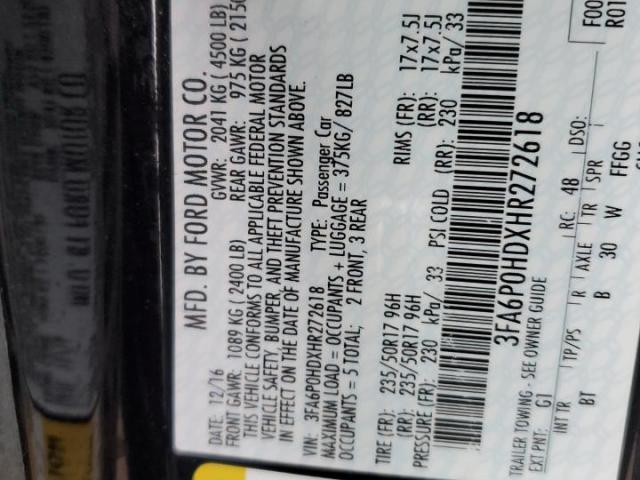 MFD. BY FORD MOTOR CO.
DATE: 12/16 GVWR: 2041 KG ( 4500 LB)
FRONT GAWR: 1089 KG ( 2400 LB) REAR GAWR: 975 KG ( 215
THIS VEHICLE CONFORMS TO ALL APPLICABLE FEDERAL MOTOR
VEHICLE SAFETY, BUMPER, AND THEFT PREVENTION STANDARDS
IN EFFECT ON THE DATE OF MANUFACTURE SHOWN ABOVE.
VIN: 3FA6P0HDXHR272618 TYPE: Passenger Car
MAXIMUM LOAD = OCCUPANTS + LUGGAGE = 375KG/ 827LB
OCCUPANTS = 5 TOTAL; 2 FRONT, 3 REAR
TIRE (FR): 235/50R17 96H RIMS (FR): 17x7.5J
(RR): 235/50R17 96H (RR): 17x7.5J
PRESSURE (FR): 230 kPa/ 33 PSI COLD (RR): 230 kPa/ 33
3FA6P0HDXHR272618
TRAILER TOWING - SEE OWNER GUIDE
EXT PNT: G1 RC: 48 DSO: F00
R01
INT TR TP/PS R AXLE TR SPR
BT B 30 W FFGG